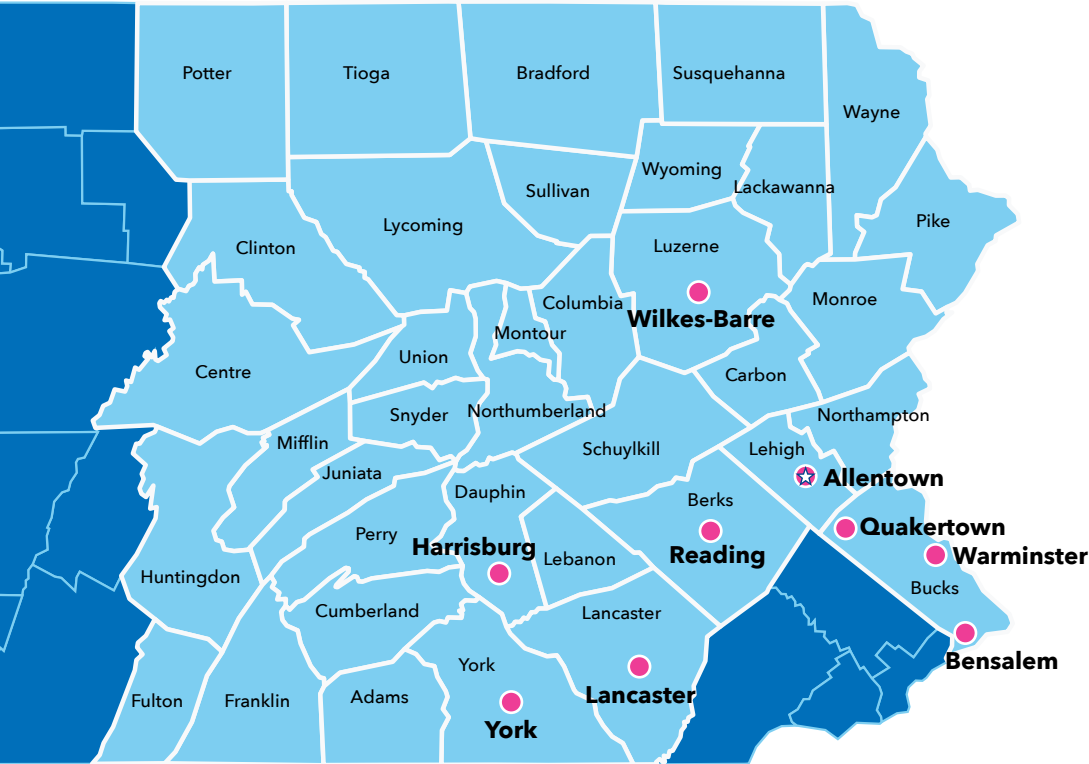 Potter
Tioga
Bradford
Susquehanna
Wayne
Wyoming
Lackawanna
Sullivan
Lycoming
Pike
Clinton
Luzerne
Columbia
Monroe
Wilkes-Barre
Montour
Union
Centre
Carbon
Snyder
Northumberland
Northampton
Mifflin
Schuylkill
Lehigh
Juniata
Allentown
Dauphin
Berks
Perry
Quakertown
Harrisburg
Reading
Warminster
Lebanon
Huntingdon
Bucks
Cumberland
Lancaster
Bensalem
York
Fulton
Franklin
Adams
Lancaster
York